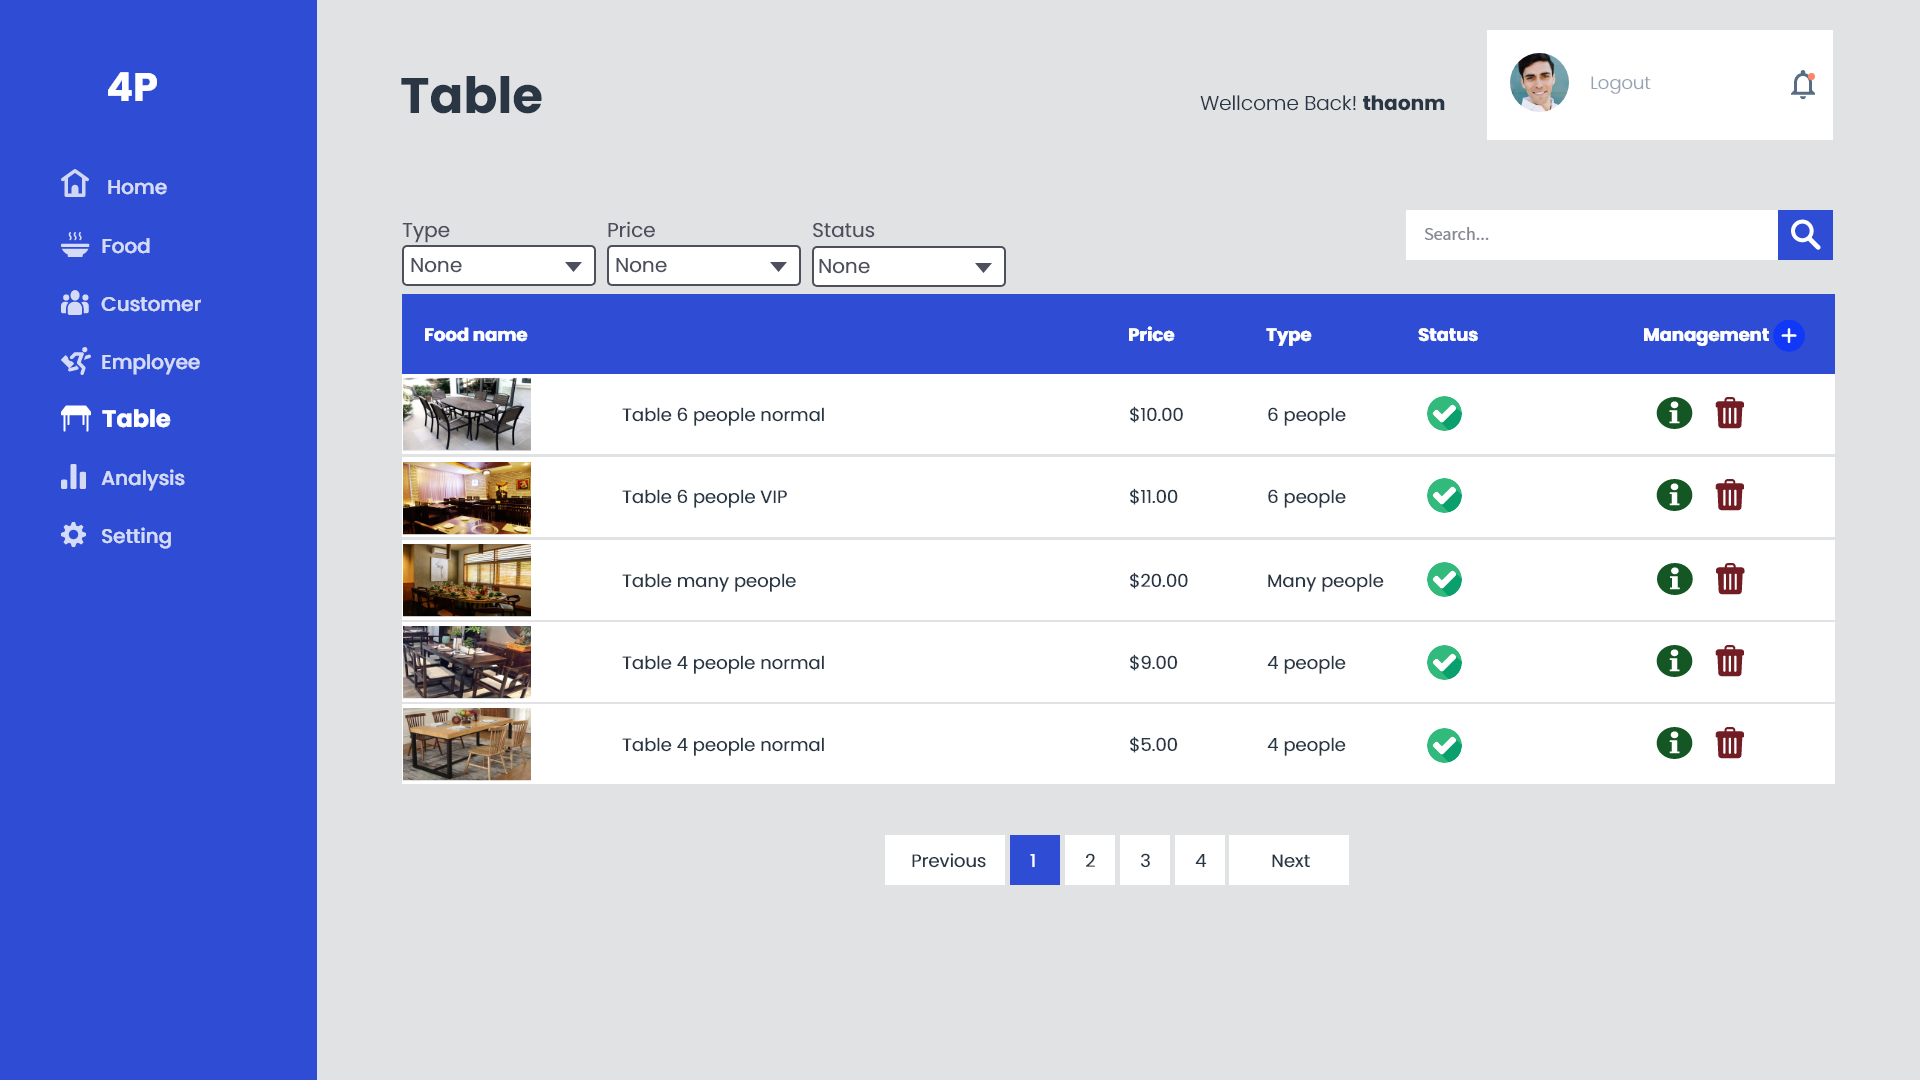 4P
Home
Food
Customer
Employee
Table
Analysis
Setting
Table
Wellcome Back! thaonm
Logout
Type
Price
Status
None
None
None
Search...
Food name
Price
Type
Status
Management
Table 6 people normal
$10.00
6 people
Table 6 people VIP
$11.00
6 people
Table many people
$20.00
Many people
Table 4 people normal
$9.00
4 people
Table 4 people normal
$5.00
4 people
Previous
1
2
3
4
Next